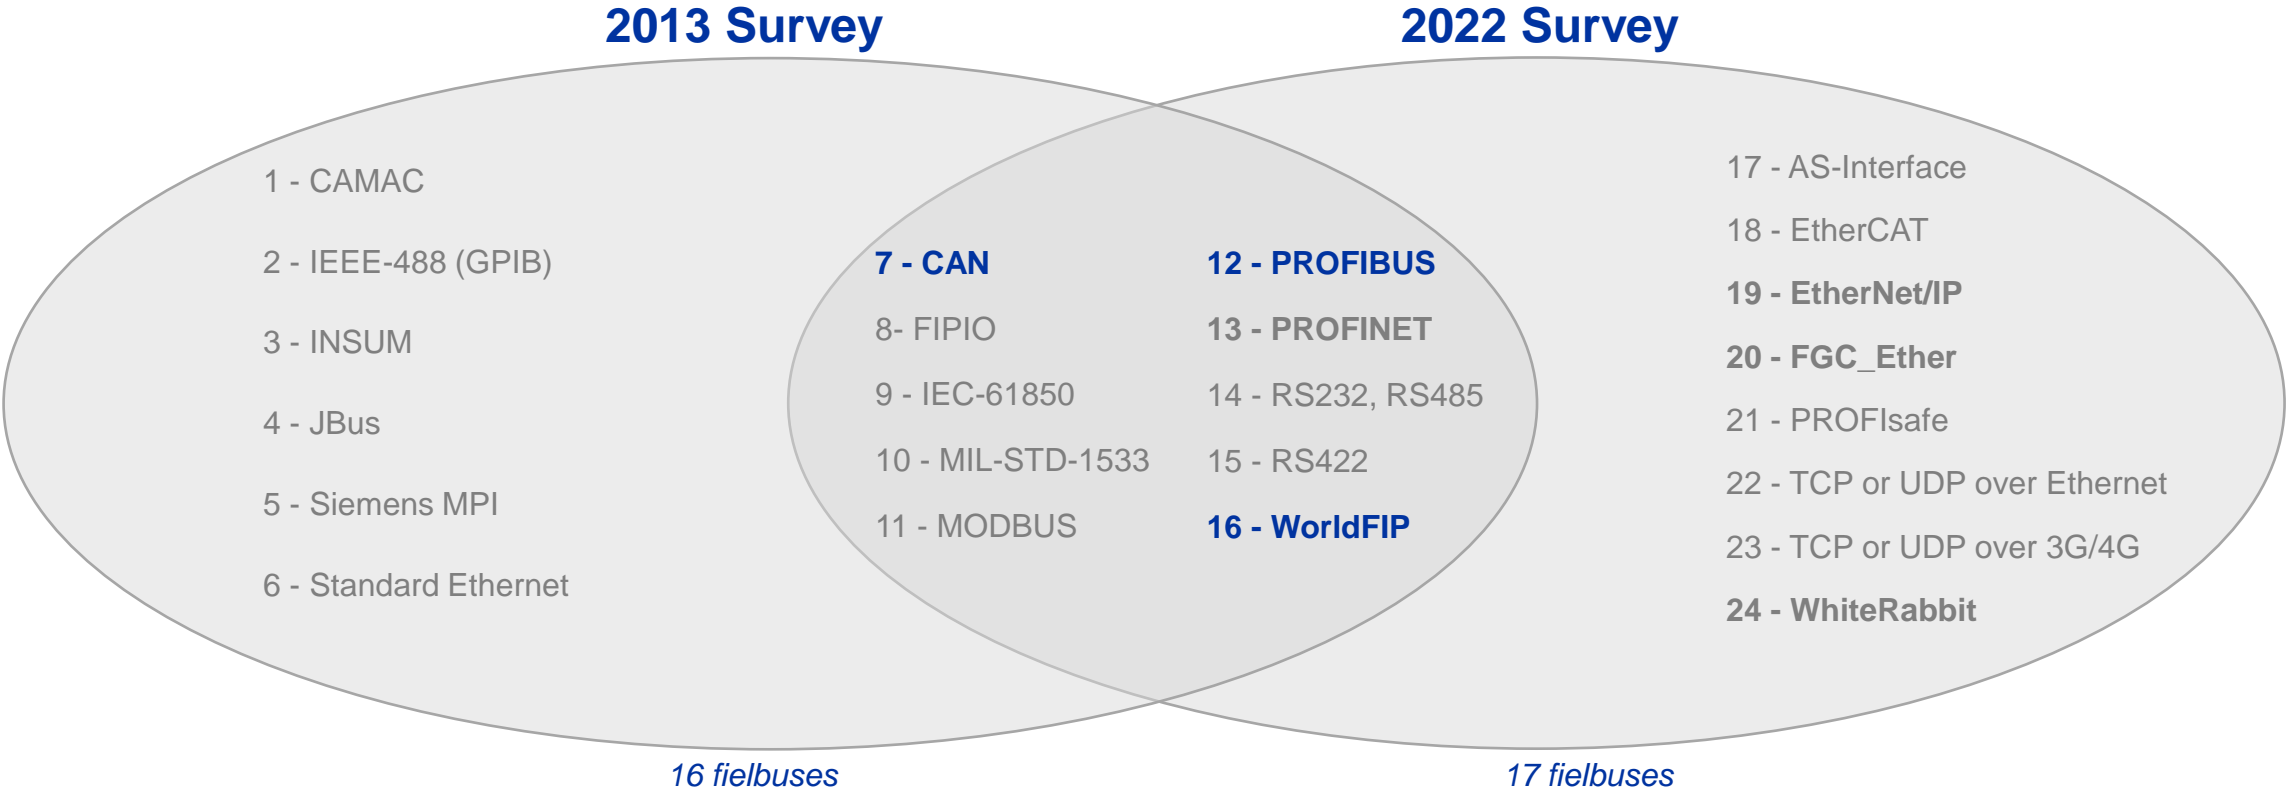 2013 Survey
2022 Survey
1 - CAMAC
2 - IEEE-488 (GPIB)
3 - INSUM
4 - JBus
5 - Siemens MPI
6 - Standard Ethernet
7 - CAN
8- FIPIO
9 - IEC-61850
10 - MIL-STD-1533
11 - MODBUS
12 - PROFIBUS
13 - PROFINET
14 - RS232, RS485
15 - RS422
16 - WorldFIP
17 - AS-Interface
18 - EtherCAT
19 - EtherNet/IP
20 - FGC_Ether
21 - PROFIsafe
22 - TCP or UDP over Ethernet
23 - TCP or UDP over 3G/4G
24 - WhiteRabbit
16 fielbuses
17 fielbuses